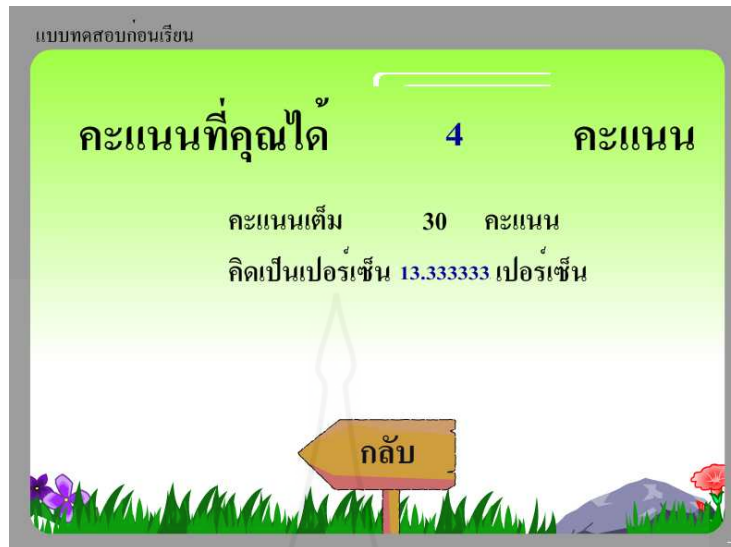 แบบทดสอบก่อนเรียน
คะแนนที่คุณได้ 4 คะแนน
คะแนนเต็ม 30 คะแนน
คิดเป็นเปอร์เซ็น 13.333333 เปอร์เซ็น
กลับ